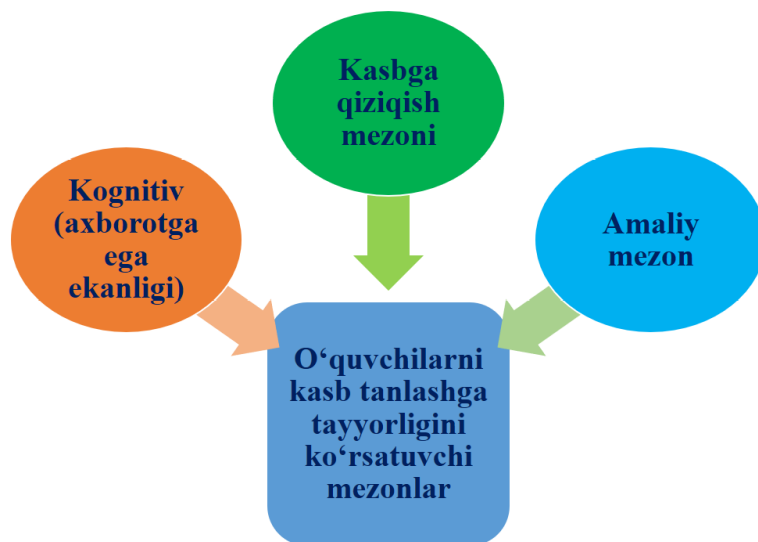 Kasbga
qiziqish
mezoni
Kognitiv
(axborotga
ega
ekanligi)
Amaliy
mezon
O‘quvchilarni
kasb tanlashga
tayyorligini
ko‘rsatuvchi
mezonlar